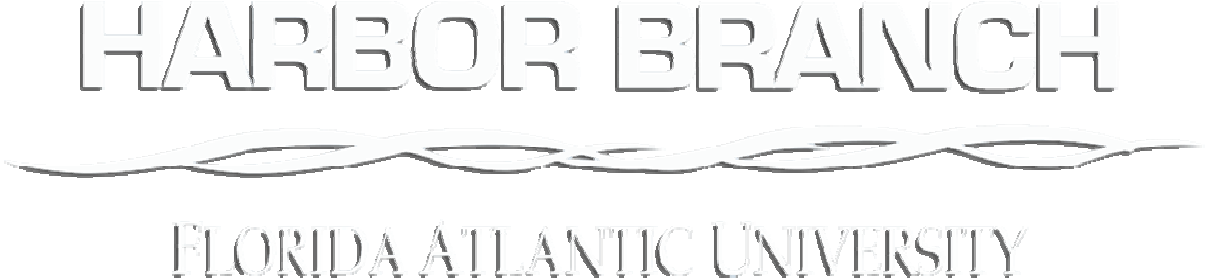 HARBOR BRANCH
FLORIDA ATLANTIC UNIVERSITY